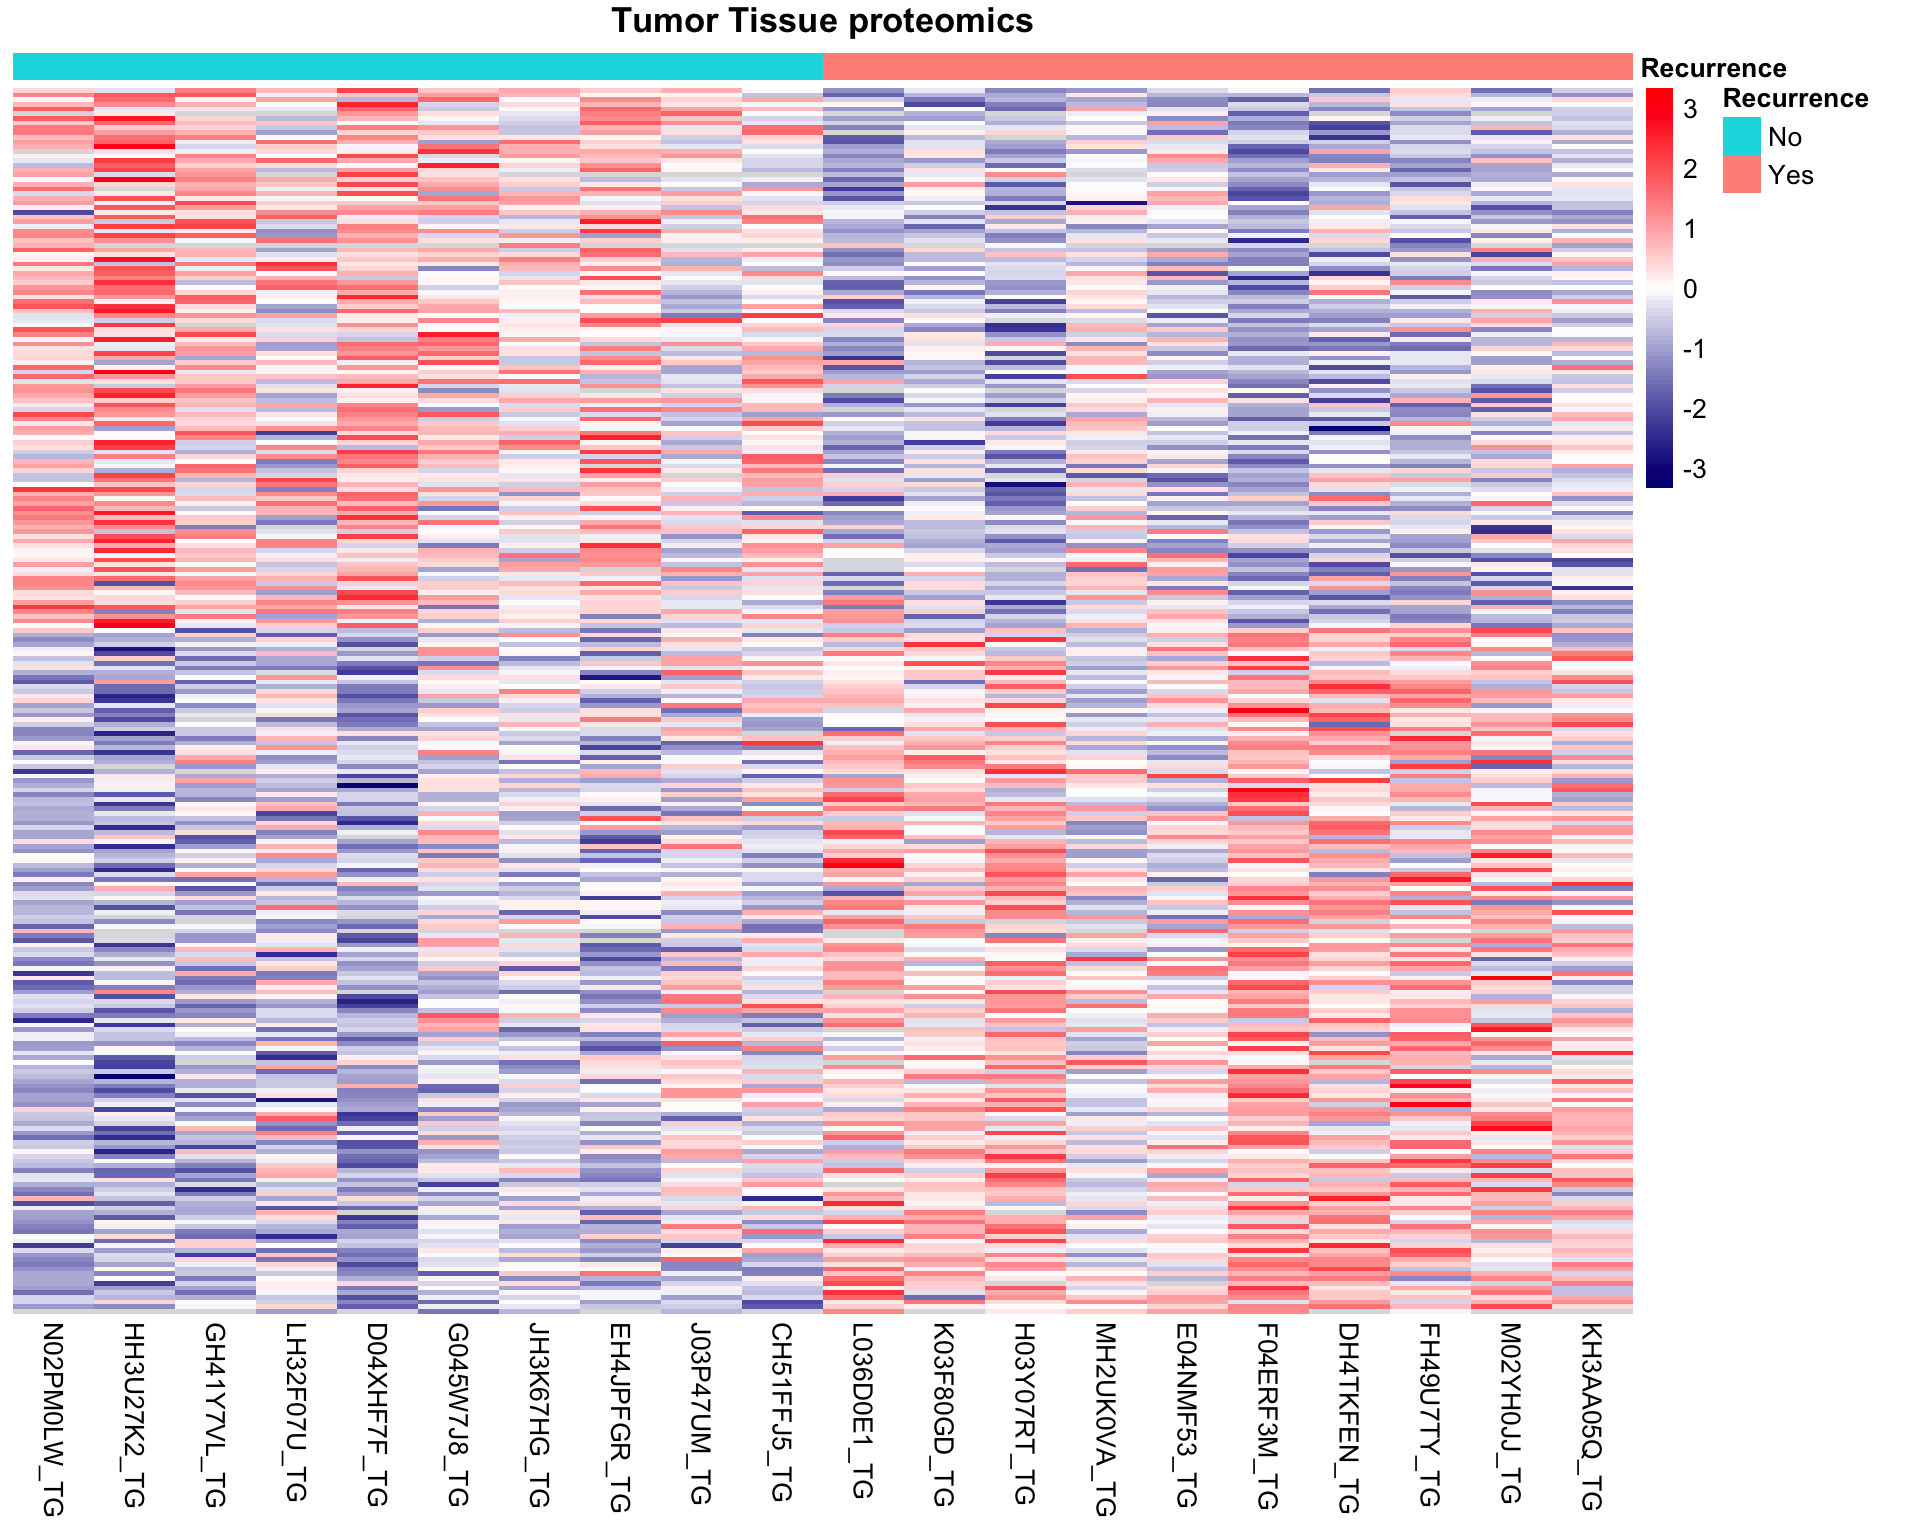 Tumor Tissue proteomics
Recurrence
3
2
1
0
-1
-2
-3
Recurrence
No
Yes
N02PM0LW_TG
HH3U27K2_TG
GH41Y7VL_TG
LH32F07U_TG
D04XHF7F_TG
G045W7J8_TG
JH3K67HG_TG
EH4JPFGR_TG
J03P47UM_TG
CH51FFJ5_TG
L036D0E1_TG
K03F80GD_TG
H03Y07RT_TG
MH2UK0VA_TG
E04NMF53_TG
F04ERF3M_TG
DH4TKFEN_TG
FH49U7TY_TG
M02YH0JJ_TG
KH3AA05Q_TG